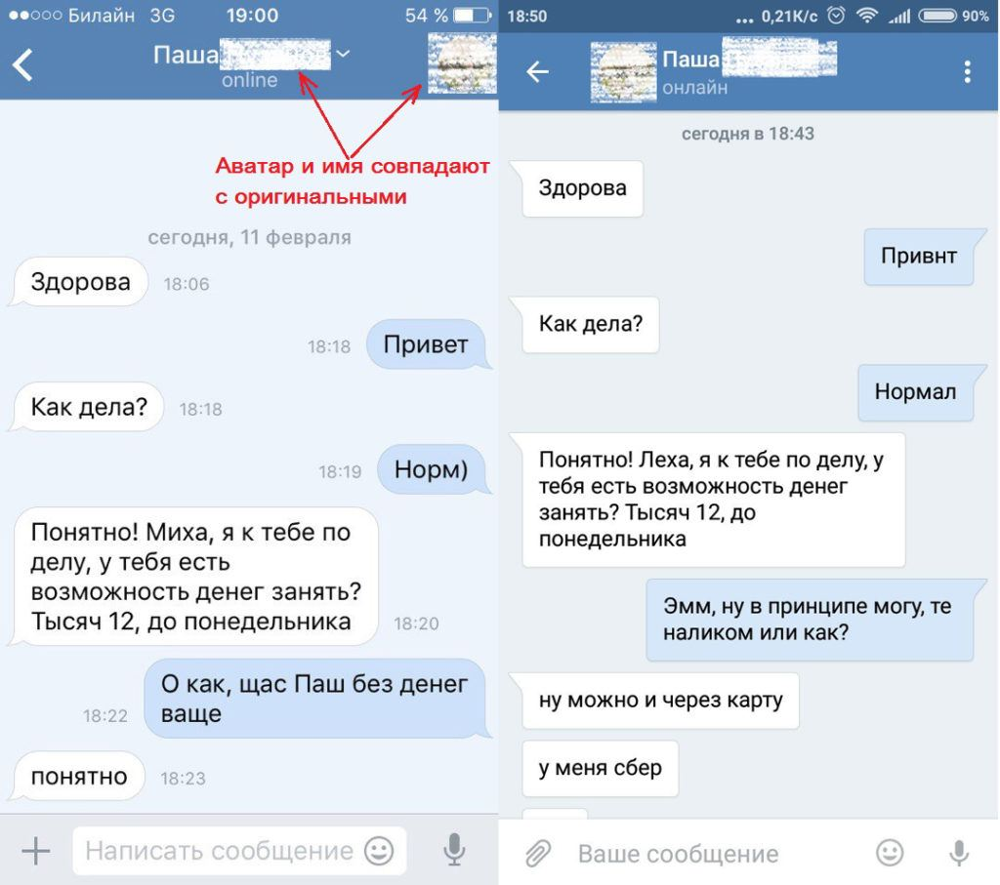 Билайн 3G 19:00 54 %
Паша
online
Аватар и имя совпадают
с оригинальными
сегодня, 11 февраля
Здорова 18:06
18:18 Привет
Как дела? 18:18
18:19 Норм)
Понятно! Миха, я к тебе по
делу, у тебя есть
возможность денег занять?
Тысяч 12, до понедельника 18:20
О как, щас Паш без денег
18:22 ваще
понятно 18:23
Написать сообщение
18:50 ... 0,21К/с 90%
Паша
онлайн
сегодня в 18:43
Здорова
Привнт
Как дела?
Нормал
Понятно! Леха, я к тебе по делу, у
тебя есть возможность денег
занять? Тысяч 12, до
понедельника
Эмм, ну в принципе могу, те
наликом или как?
ну можно и через карту
у меня сбер
Ваше сообщение